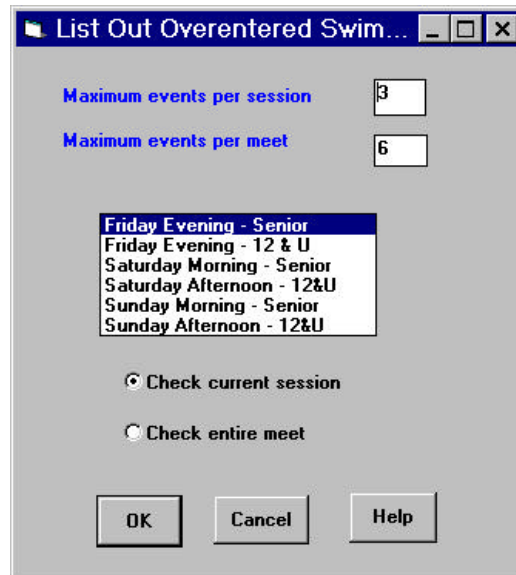 List Out Overentered Swim...
Maximum events per session 3
Maximum events per meet 6
Friday Evening - Senior
Friday Evening - 12 & U
Saturday Morning - Senior
Saturday Afternoon - 12&U
Sunday Morning - Senior
Sunday Afternoon - 12&U
Check current session
Check entire meet
OK Cancel Help